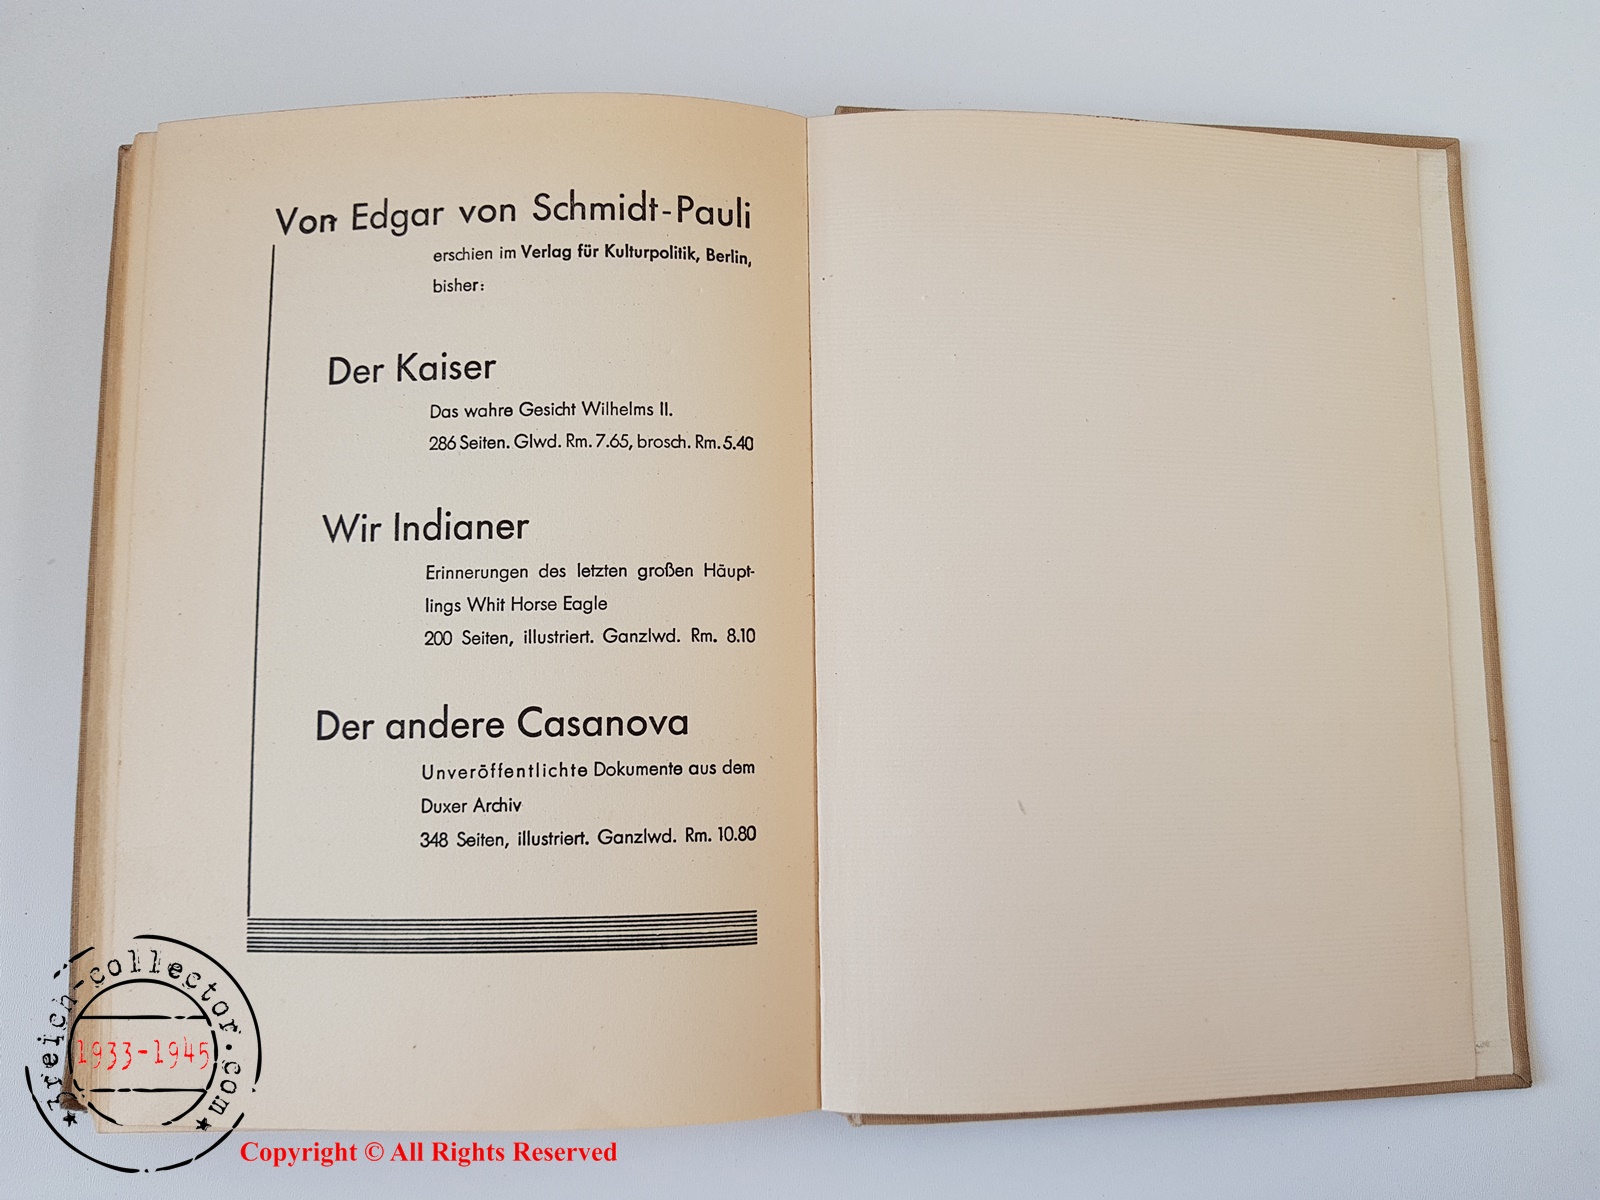 Von Edgar von Schmidt-Pauli
erschien im Verlag für Kulturpolitik, Berlin,
bisher:
Der Kaiser
Das wahre Gesicht Wilhelms II.
286 Seiten. Glwd. Rm. 7.65, brosch. Rm. 5.40
Wir Indianer
Erinnerungen des letzten großen Häupt-
lings Whit Horse Eagle
200 Seiten, illustriert. Ganzlwd. Rm. 8.10
Der andere Casanova
Unveröffentlichte Dokumente aus dem
Duxer Archiv
348 Seiten, illustriert. Ganzlwd. Rm. 10.80
3reich-collector.com
1933-1945
Copyright © All Rights Reserved